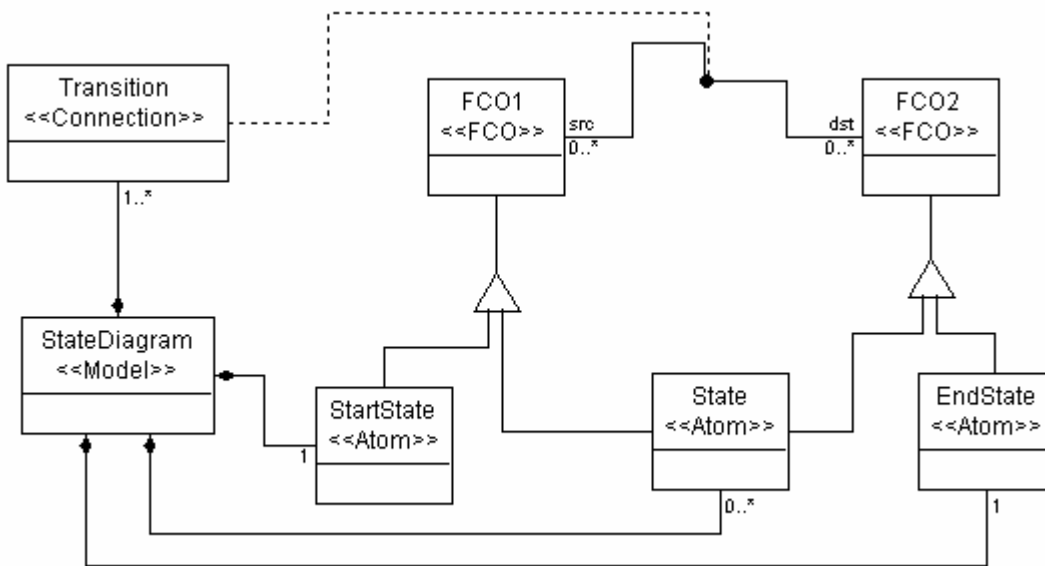 Transition
<<Connection>>
1..*
FCO1
<<FCO>>
src
0..*
FCO2
<<FCO>>
dst
0..*
StateDiagram
<<Model>>
StartState
<<Atom>>
1
State
<<Atom>>
0..*
EndState
<<Atom>>
1